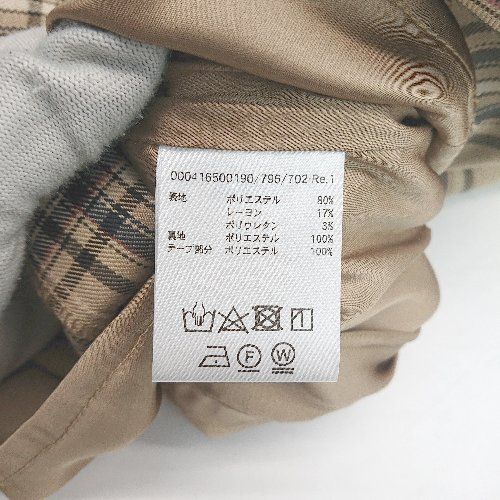 000416500190/796/702-Re.1
表地 ポリエステル 80%
レーヨン 17%
ポリウレタン 3%
裏地 ポリエステル 100%
テープ部分 ポリエステル 100%
F W